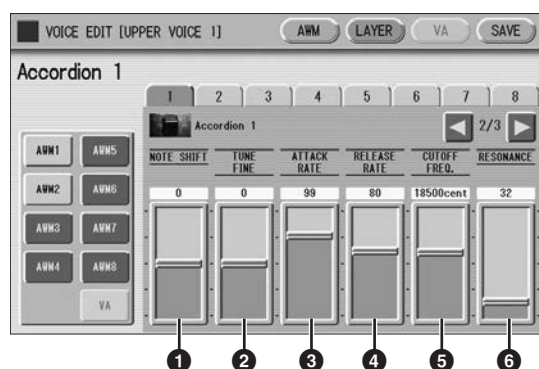 VOICE EDIT [UPPER VOICE 1] AWM LAYER VA SAVE
Accordion 1
1 2 3 4 5 6 7 8
Accordion 1 2/3
AWM1 AWM5
AWM2 AWM6
AWM3 AWM7
AWM4 AWM8
VA
NOTE SHIFT TUNE FINE ATTACK RATE RELEASE RATE CUTOFF FREQ. RESONANCE
0 0 99 80 18500cent 32
1 2 3 4 5 6